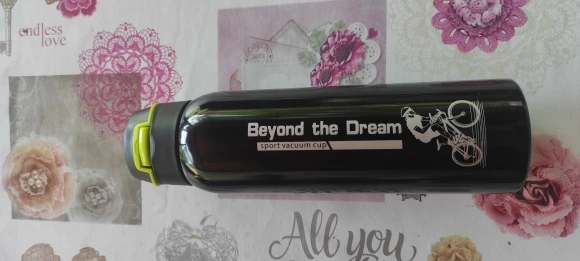 endless
love
Beyond the Dream
sport vacuum cup
All you